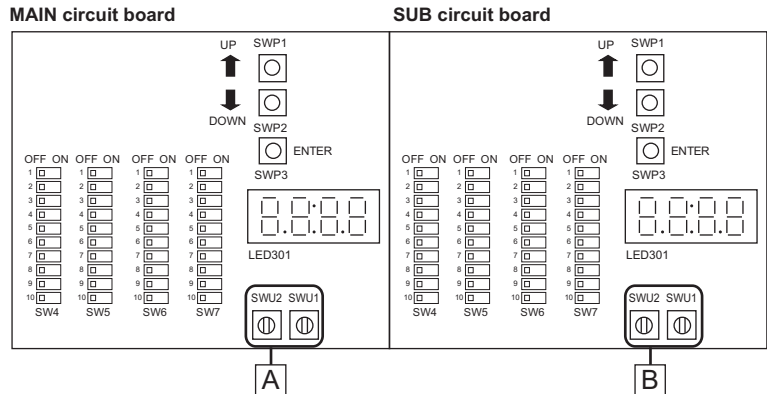 MAIN circuit board
UP SWP1
DOWN
SWP2
ENTER
SWP3
OFF ON OFF ON OFF ON OFF ON
1 1 1 1
2 2 2 2
3 3 3 3
4 4 4 4
5 5 5 5
6 6 6 6
7 7 7 7
8 8 8 8
9 9 9 9
10 10 10 10
SW4 SW5 SW6 SW7
LED301
SWU2 SWU1
A
SUB circuit board
UP SWP1
DOWN
SWP2
ENTER
SWP3
OFF ON OFF ON OFF ON OFF ON
1 1 1 1
2 2 2 2
3 3 3 3
4 4 4 4
5 5 5 5
6 6 6 6
7 7 7 7
8 8 8 8
9 9 9 9
10 10 10 10
SW4 SW5 SW6 SW7
LED301
SWU2 SWU1
B